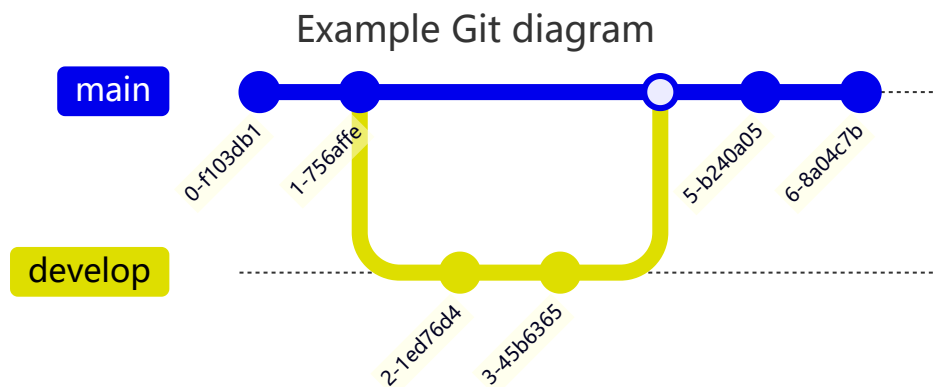 Example Git diagram
main
0-f103db1
1-756affe
5-b240a05
6-8a04c7b
develop
2-1ed76d4
3-45b6365